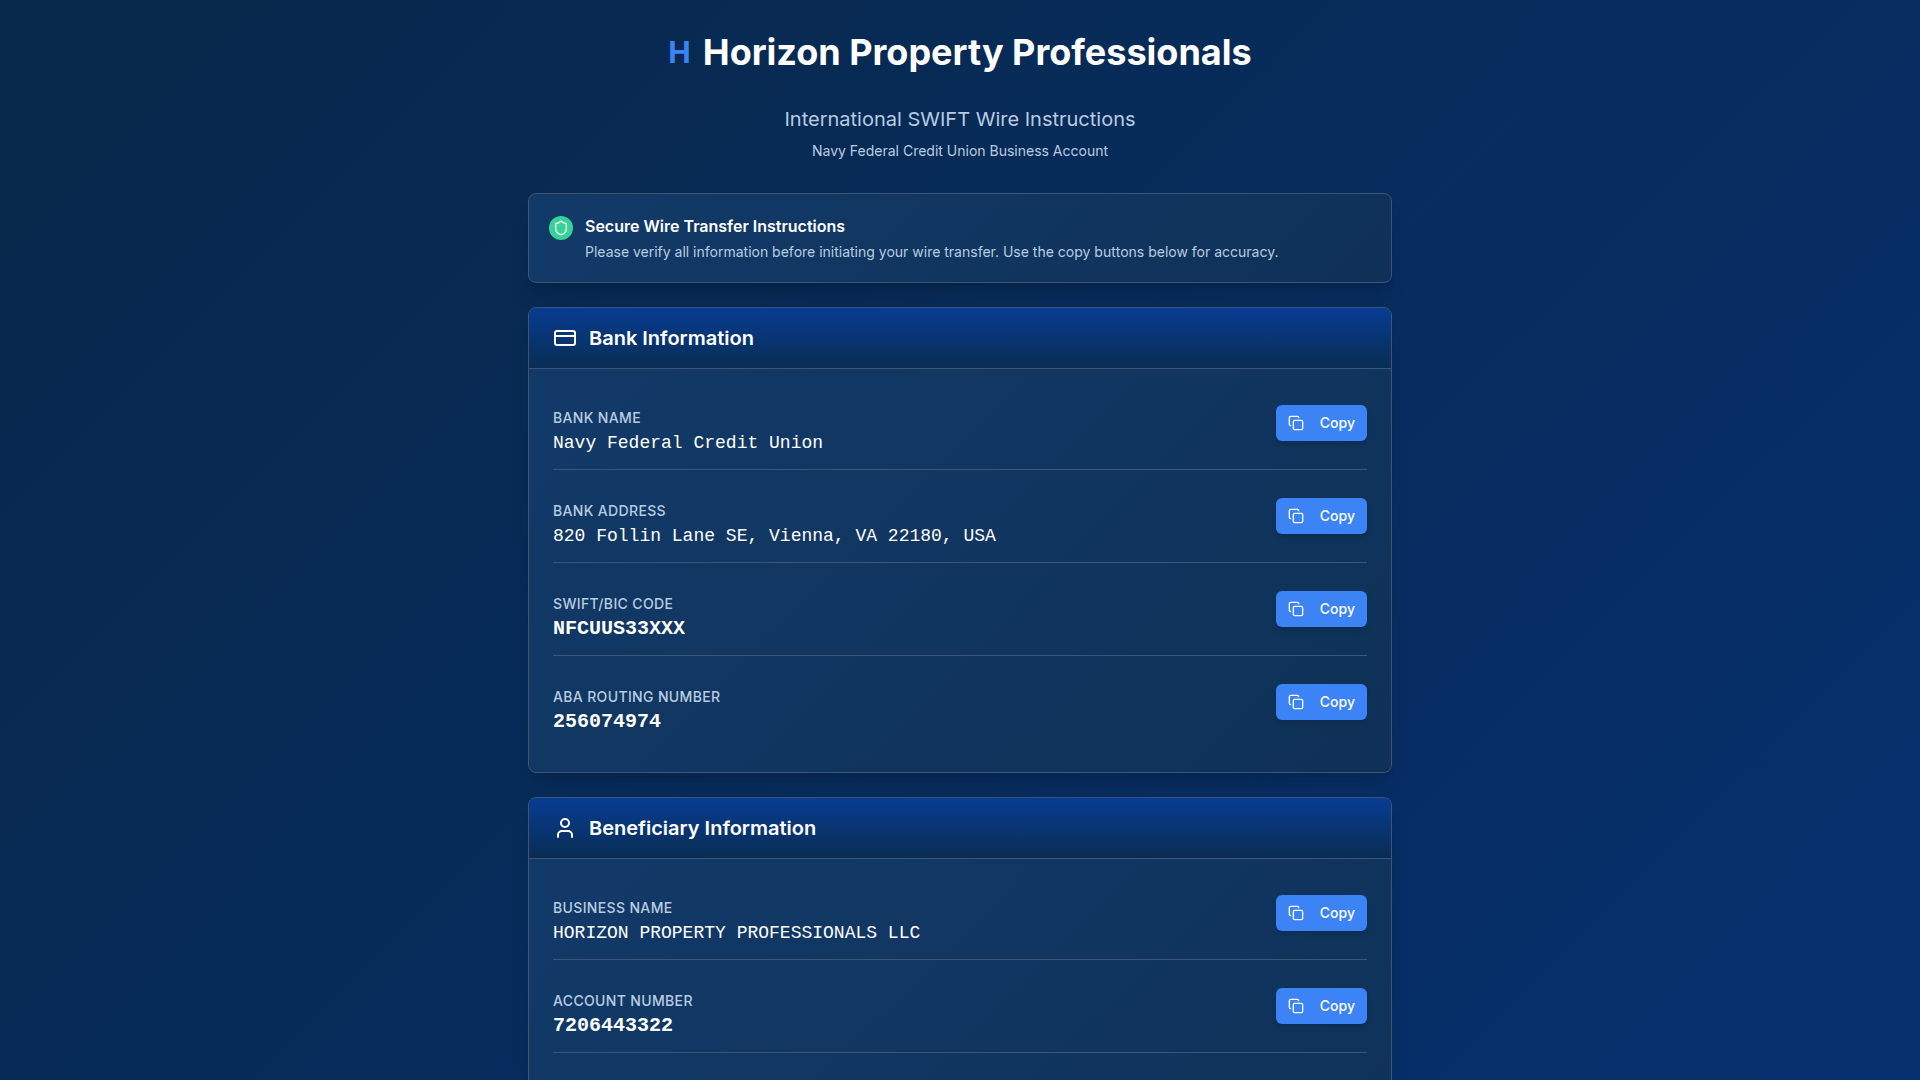 H Horizon Property Professionals
International SWIFT Wire Instructions
Navy Federal Credit Union Business Account
Secure Wire Transfer Instructions
Please verify all information before initiating your wire transfer. Use the copy buttons below for accuracy.
Bank Information
BANK NAME
Navy Federal Credit Union
Copy
BANK ADDRESS
820 Follin Lane SE, Vienna, VA 22180, USA
Copy
SWIFT/BIC CODE
NFCUUS33XXX
Copy
ABA ROUTING NUMBER
256074974
Copy
Beneficiary Information
BUSINESS NAME
HORIZON PROPERTY PROFESSIONALS LLC
Copy
ACCOUNT NUMBER
7206443322
Copy